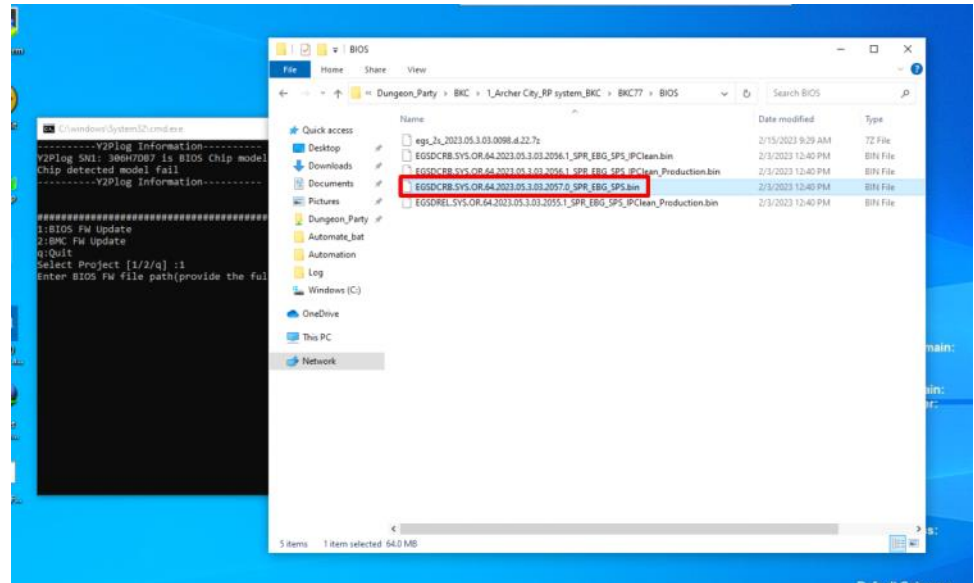 BIOS
File Home Share View
Dungeon_Party > BKC > 1_Archer City_RP system_BKC > BKC77 > BIOS
Search BIOS
Name Date modified Type
egs_2s_2023.05.3.03.0098.d.22.7z 2/15/2023 9:29 AM 7Z File
EGSDCRB.SYS.OR.64.2023.05.3.03.2056.1_SPR_EBG_SPS_IPClean.bin 2/3/2023 12:40 PM BIN File
EGSDCRB.SYS.OR.64.2023.05.3.03.2056.1_SPR_EBG_SPS_IPClean_Production.bin 2/3/2023 12:40 PM BIN File
EGSDCRB.SYS.OR.64.2023.05.3.03.2057.0_SPR_EBG_SPS.bin 2/3/2023 12:40 PM BIN File
EGSDREL.SYS.OR.64.2023.05.3.03.2055.1_SPR_EBG_SPS_IPClean_Production.bin 2/3/2023 12:40 PM BIN File
Quick access
Desktop
Downloads
Documents
Pictures
Dungeon_Party
Automate_bat
Automation
Log
Windows (C:)
OneDrive
This PC
Network
5 items 1 item selected 64.0 MB
C:\windows\System32\cmd.exe
----------Y2Plog Information----------
Y2Plog SN1: 306H7D87 is BIOS Chip model
Chip detected model fail
----------Y2Plog Information----------
########################################
1:BIOS FW Update
2:BMC FW Update
q:Quit
Select Project [1/2/q] :1
Enter BIOS FW file path(provide the ful
main:
ain: